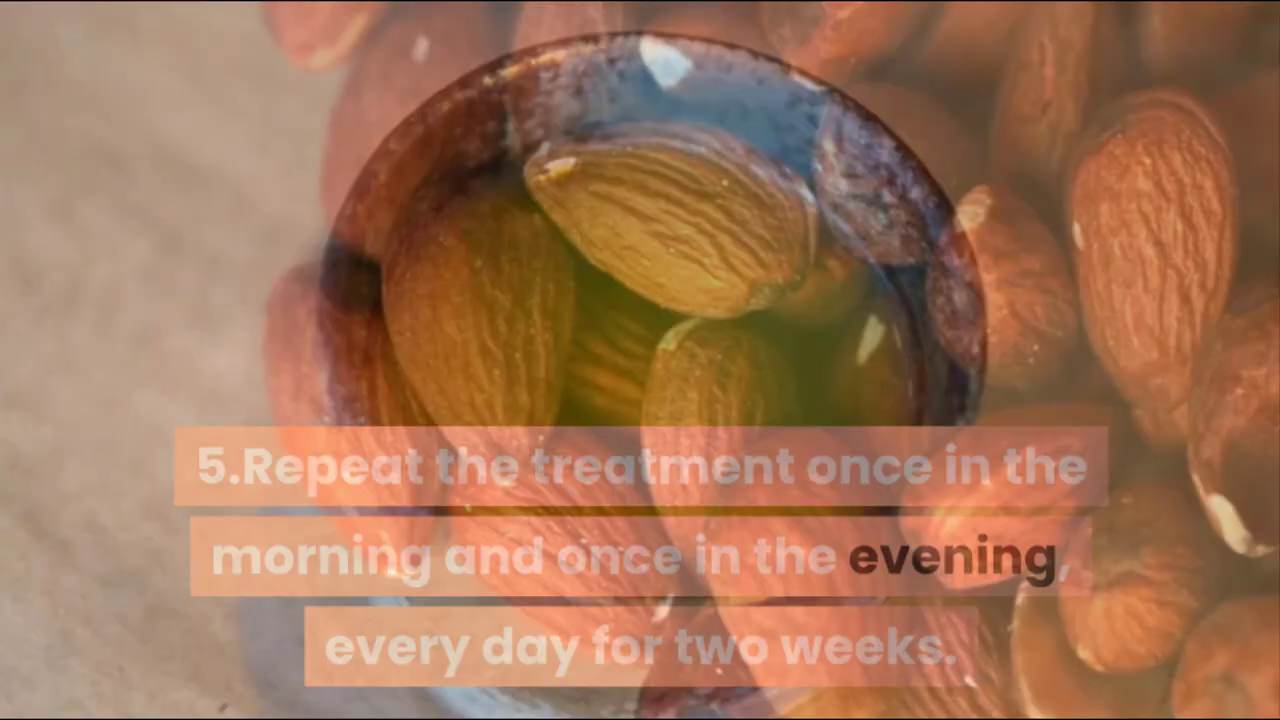 5.Repeat the treatment once in the
morning and once in the evening,
every day for two weeks.